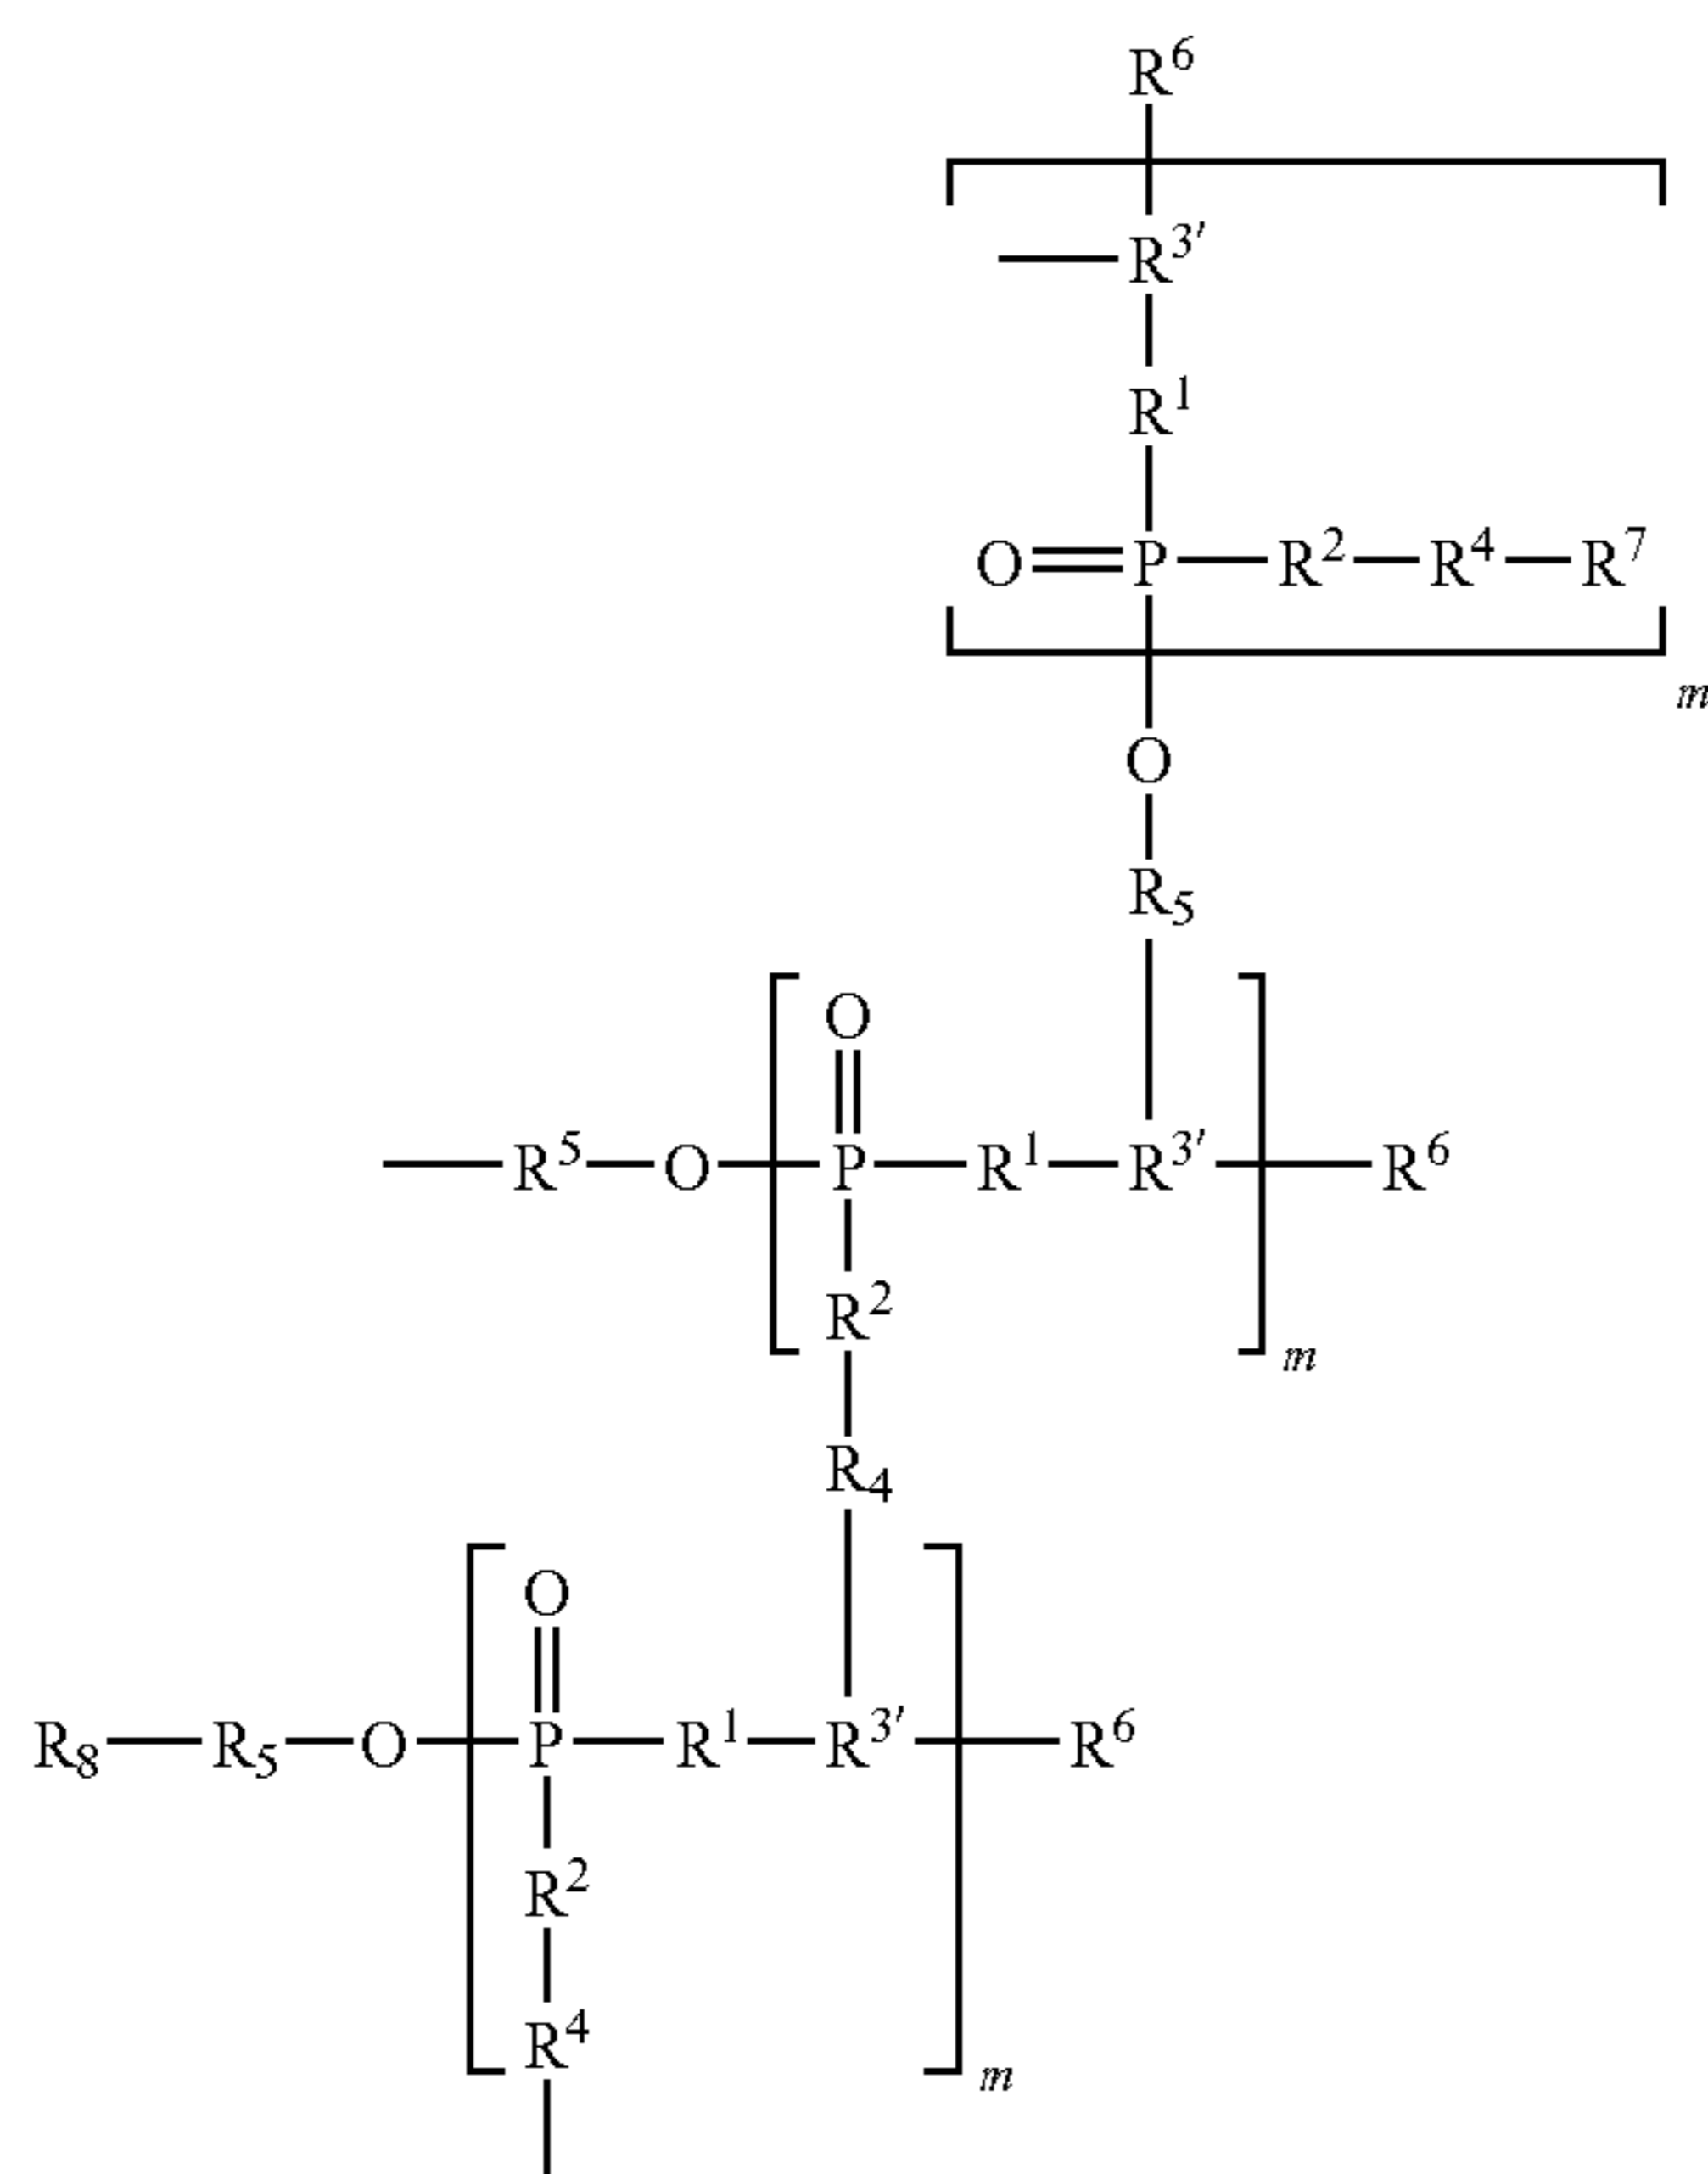 R⁶
R³′
R¹
O P R² R⁴ R⁷
m
O
R₅
O
R⁵ O P R¹ R³′ R⁶
R²
m
R₄
O
R₈ R₅ O P R¹ R³′ R⁶
R²
R⁴
m